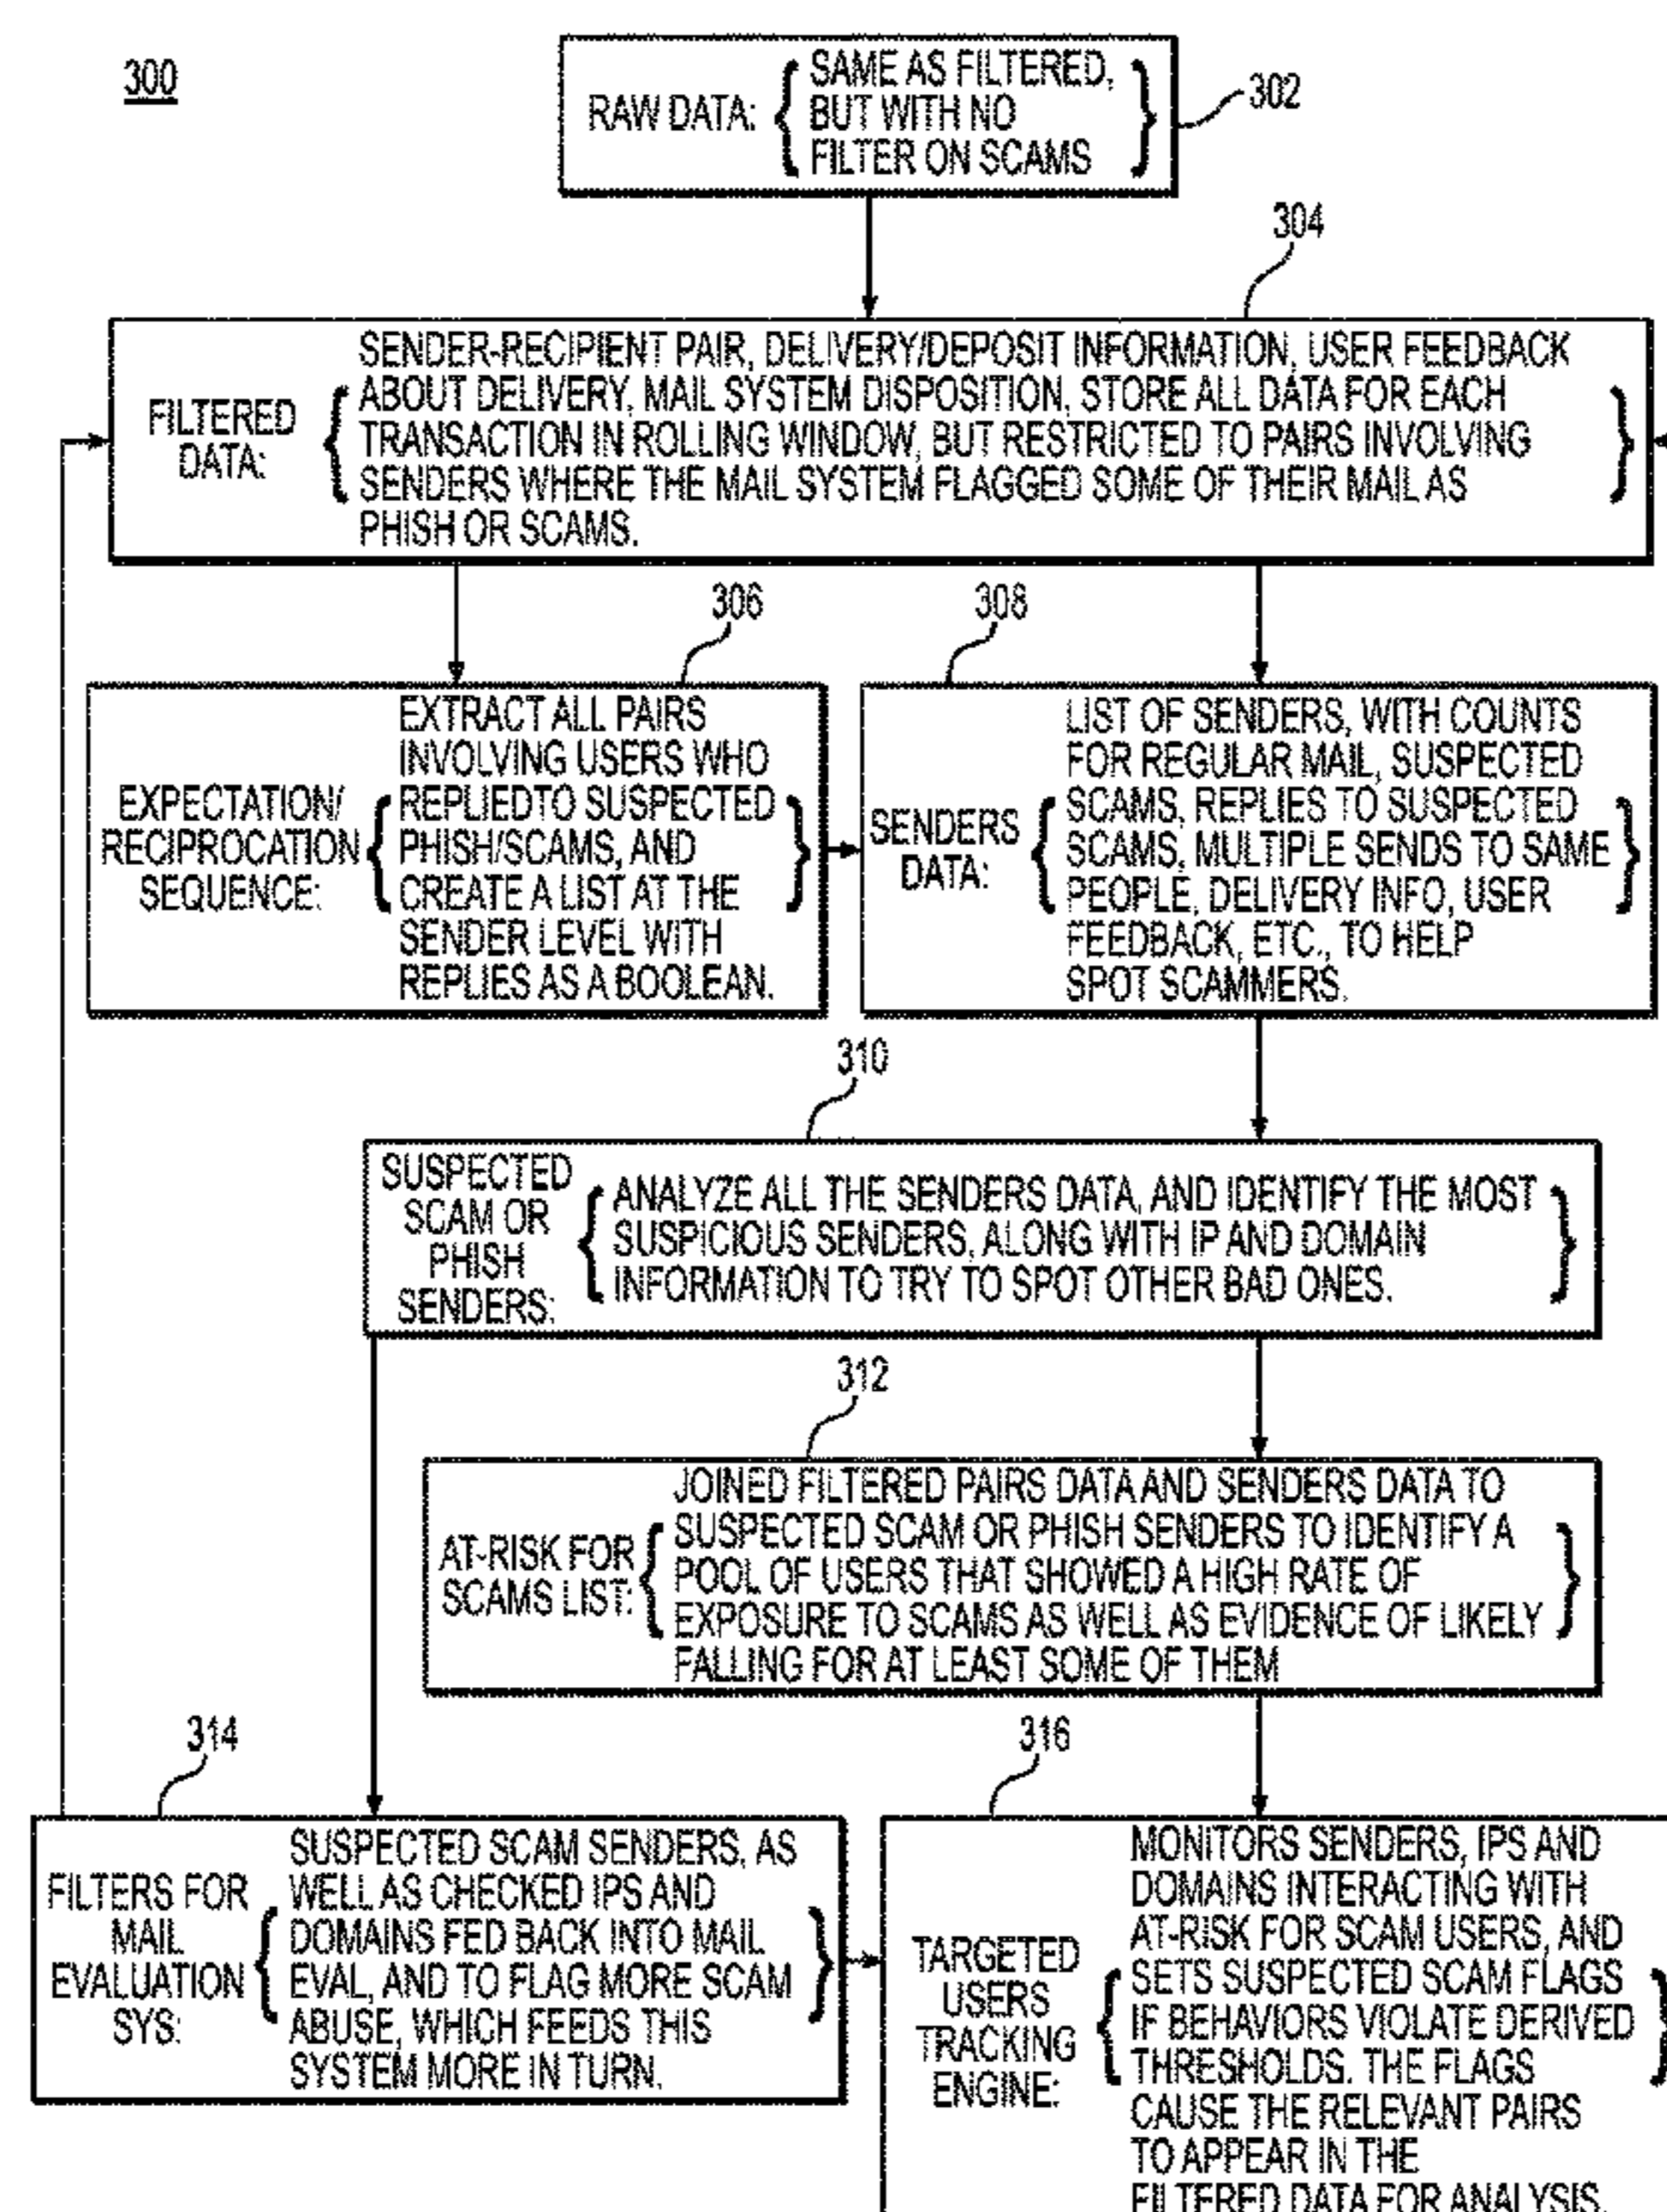 300
RAW DATA:
SAME AS FILTERED,
BUT WITH NO
FILTER ON SCAMS
302
304
FILTERED
DATA:
SENDER-RECIPIENT PAIR, DELIVERY/DEPOSIT INFORMATION, USER FEEDBACK
ABOUT DELIVERY, MAIL SYSTEM DISPOSITION, STORE ALL DATA FOR EACH
TRANSACTION IN ROLLING WINDOW, BUT RESTRICTED TO PAIRS INVOLVING
SENDERS WHERE THE MAIL SYSTEM FLAGGED SOME OF THEIR MAIL AS
PHISH OR SCAMS.
306
308
EXPECTATION/
RECIPROCATION
SEQUENCE:
EXTRACT ALL PAIRS
INVOLVING USERS WHO
REPLIEDTO SUSPECTED
PHISH/SCAMS, AND
CREATE A LIST AT THE
SENDER LEVEL WITH
REPLIES AS A BOOLEAN.
SENDERS
DATA:
LIST OF SENDERS, WITH COUNTS
FOR REGULAR MAIL, SUSPECTED
SCAMS, REPLIES TO SUSPECTED
SCAMS, MULTIPLE SENDS TO SAME
PEOPLE, DELIVERY INFO, USER
FEEDBACK, ETC., TO HELP
SPOT SCAMMERS.
310
SUSPECTED
SCAM OR
PHISH
SENDERS:
ANALYZE ALL THE SENDERS DATA, AND IDENTIFY THE MOST
SUSPICIOUS SENDERS, ALONG WITH IP AND DOMAIN
INFORMATION TO TRY TO SPOT OTHER BAD ONES.
312
AT-RISK FOR
SCAMS LIST:
JOINED FILTERED PAIRS DATA AND SENDERS DATA TO
SUSPECTED SCAM OR PHISH SENDERS TO IDENTIFY A
POOL OF USERS THAT SHOWED A HIGH RATE OF
EXPOSURE TO SCAMS AS WELL AS EVIDENCE OF LIKELY
FALLING FOR AT LEAST SOME OF THEM
314
316
FILTERS FOR
MAIL
EVALUATION
SYS:
SUSPECTED SCAM SENDERS, AS
WELL AS CHECKED IPS AND
DOMAINS FED BACK INTO MAIL
EVAL, AND TO FLAG MORE SCAM
ABUSE, WHICH FEEDS THIS
SYSTEM MORE IN TURN.
TARGETED
USERS
TRACKING
ENGINE:
MONITORS SENDERS, IPS AND
DOMAINS INTERACTING WITH
AT-RISK FOR SCAM USERS, AND
SETS SUSPECTED SCAM FLAGS
IF BEHAVIORS VIOLATE DERIVED
THRESHOLDS. THE FLAGS
CAUSE THE RELEVANT PAIRS
TO APPEAR IN THE
FILTERED DATA FOR ANALYSIS.